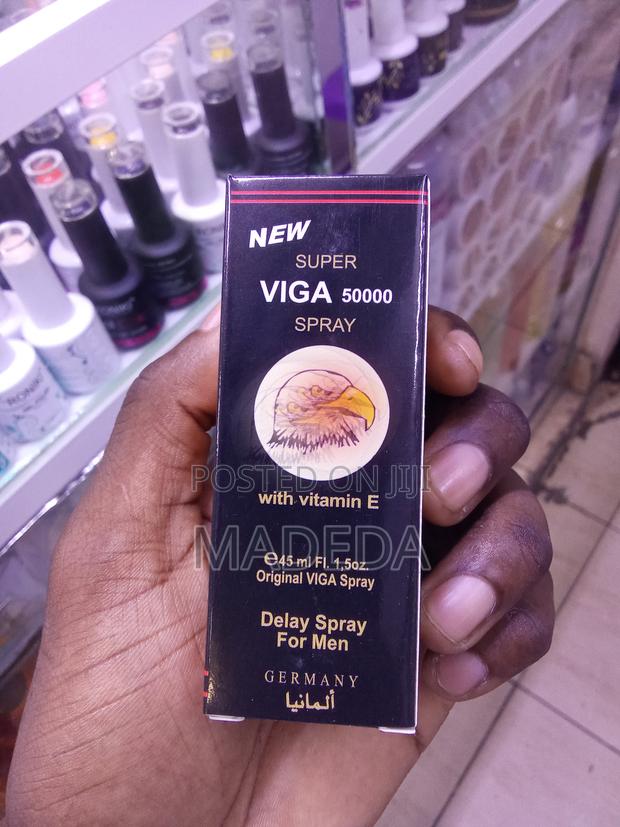 NEW
SUPER
VIGA 50000
SPRAY
POSTED ON JIJI
with vitamin E
MADEDA
℮45 ml/Fl. 1,5oz.
Original VIGA Spray
Delay Spray
For Men
GERMANY
ألمانيا